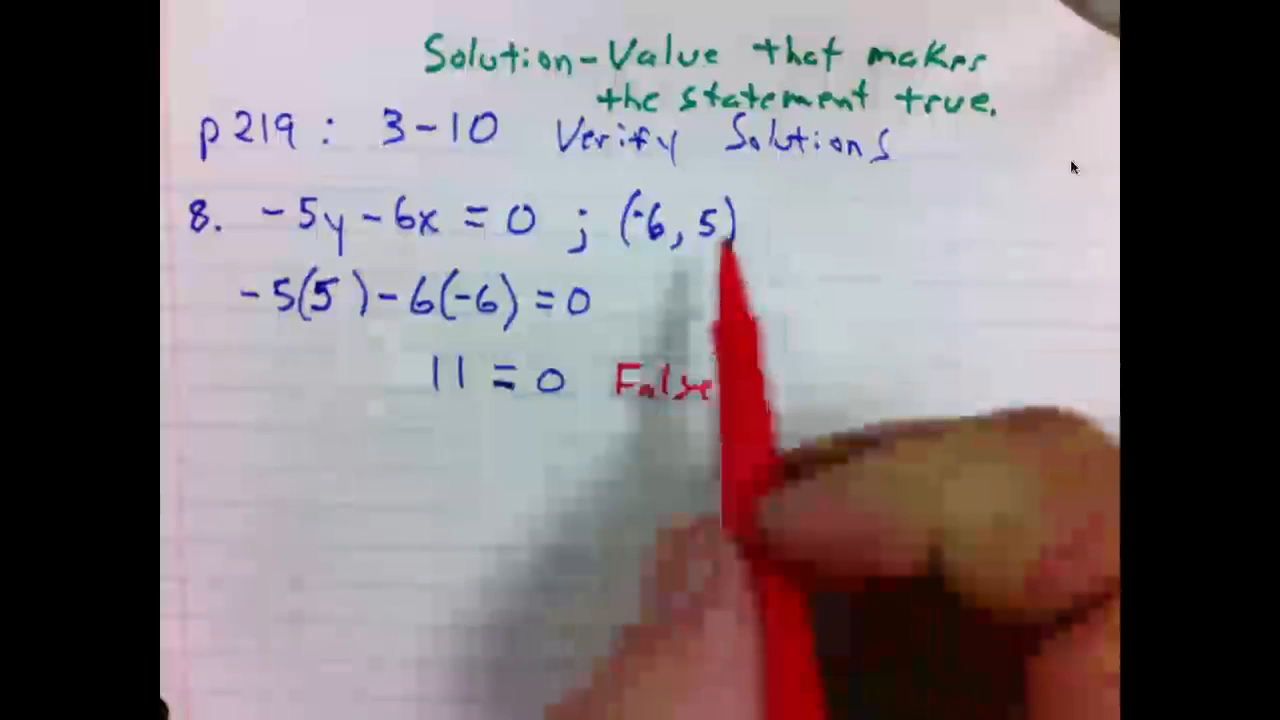 Solution-Value that makes
the statement true.
p219 : 3-10 Verify Solutions
8. -5y - 6x = 0 ; (-6, 5)
-5(5) - 6(-6) = 0
11 = 0 False